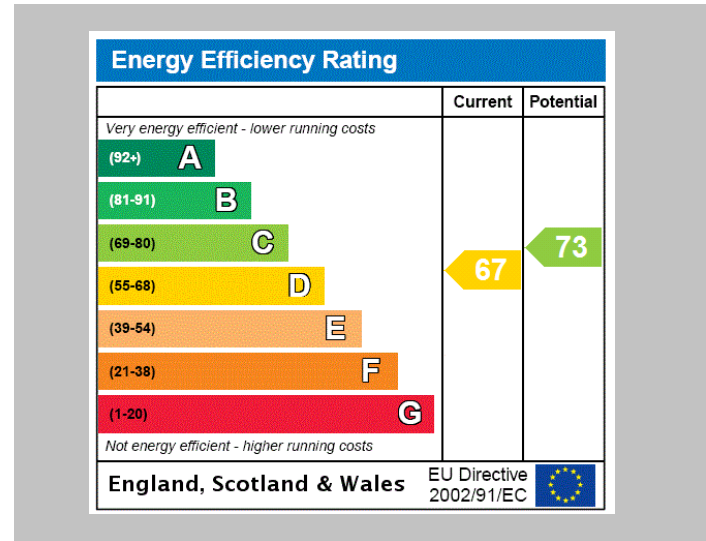 Energy Efficiency Rating
Current Potential
Very energy efficient - lower running costs
(92+) A
(81-91) B
(69-80) C
73
67
(55-68) D
(39-54) E
(21-38) F
(1-20) G
Not energy efficient - higher running costs
England, Scotland & Wales
EU Directive
2002/91/EC